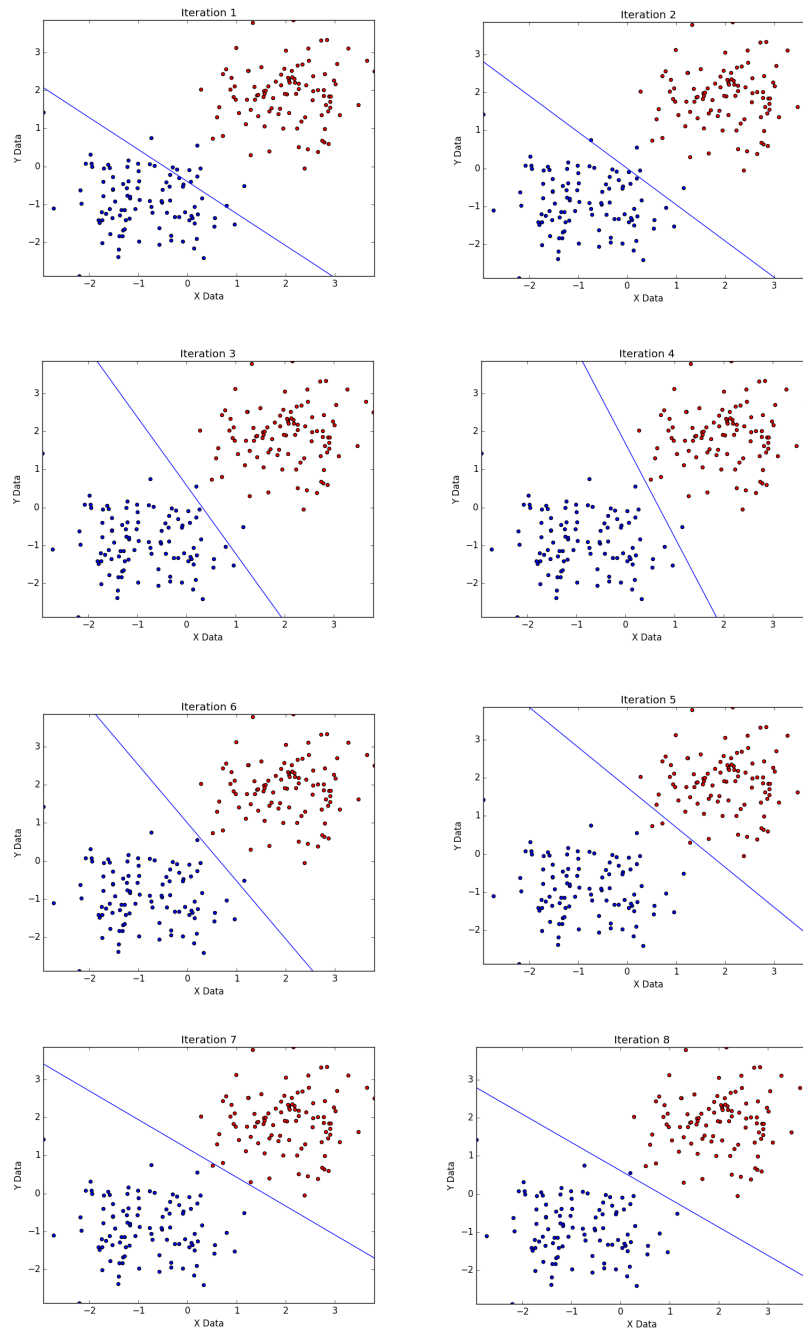 Iteration 1
Y Data
3
2
1
0
−1
−2
−2 −1 0 1 2 3
X Data
Iteration 2
Y Data
3
2
1
0
−1
−2
−2 −1 0 1 2 3
X Data
Iteration 3
Y Data
3
2
1
0
−1
−2
−2 −1 0 1 2 3
X Data
Iteration 4
Y Data
3
2
1
0
−1
−2
−2 −1 0 1 2 3
X Data
Iteration 6
Y Data
3
2
1
0
−1
−2
−2 −1 0 1 2 3
X Data
Iteration 5
Y Data
3
2
1
0
−1
−2
−2 −1 0 1 2 3
X Data
Iteration 7
Y Data
3
2
1
0
−1
−2
−2 −1 0 1 2 3
X Data
Iteration 8
Y Data
3
2
1
0
−1
−2
−2 −1 0 1 2 3
X Data